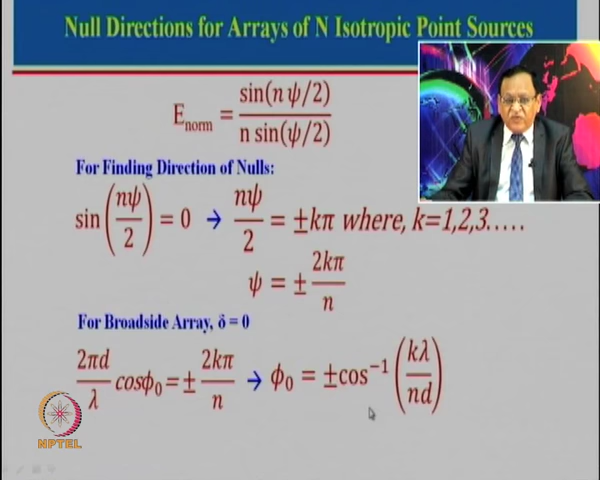 Null Directions for Arrays of N Isotropic Point Sources
E_norm = sin(nψ/2) / n sin(ψ/2)
For Finding Direction of Nulls:
sin(nψ/2) = 0 → nψ/2 = ±kπ where, k=1,2,3.....
ψ = ± 2kπ/n
For Broadside Array, δ = 0
2πd/λ cosϕ₀ = ± 2kπ/n → ϕ₀ = ±cos⁻¹(kλ/nd)
NPTEL